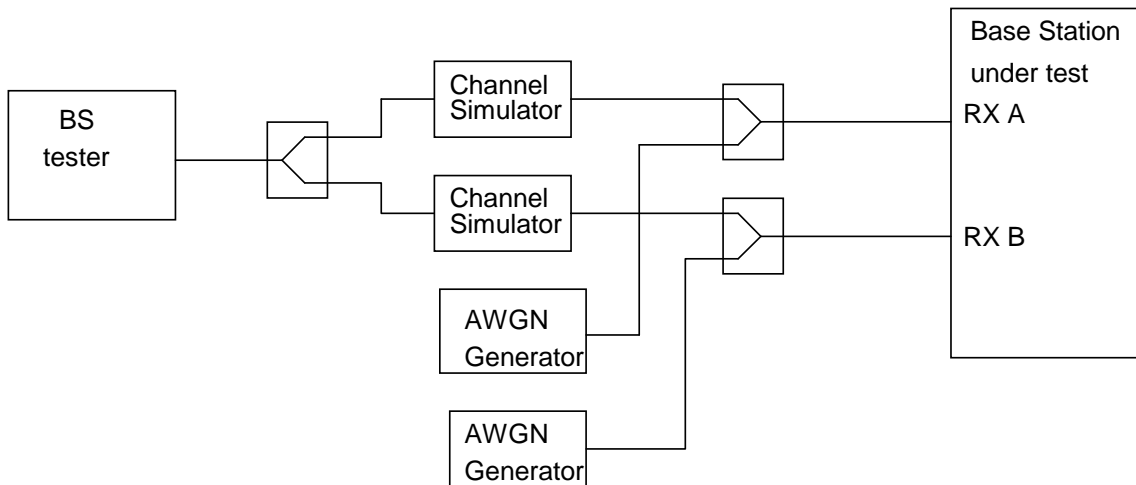 BS
tester
Channel
Simulator
Channel
Simulator
AWGN
Generator
AWGN
Generator
Base Station
under test
RX A
RX B